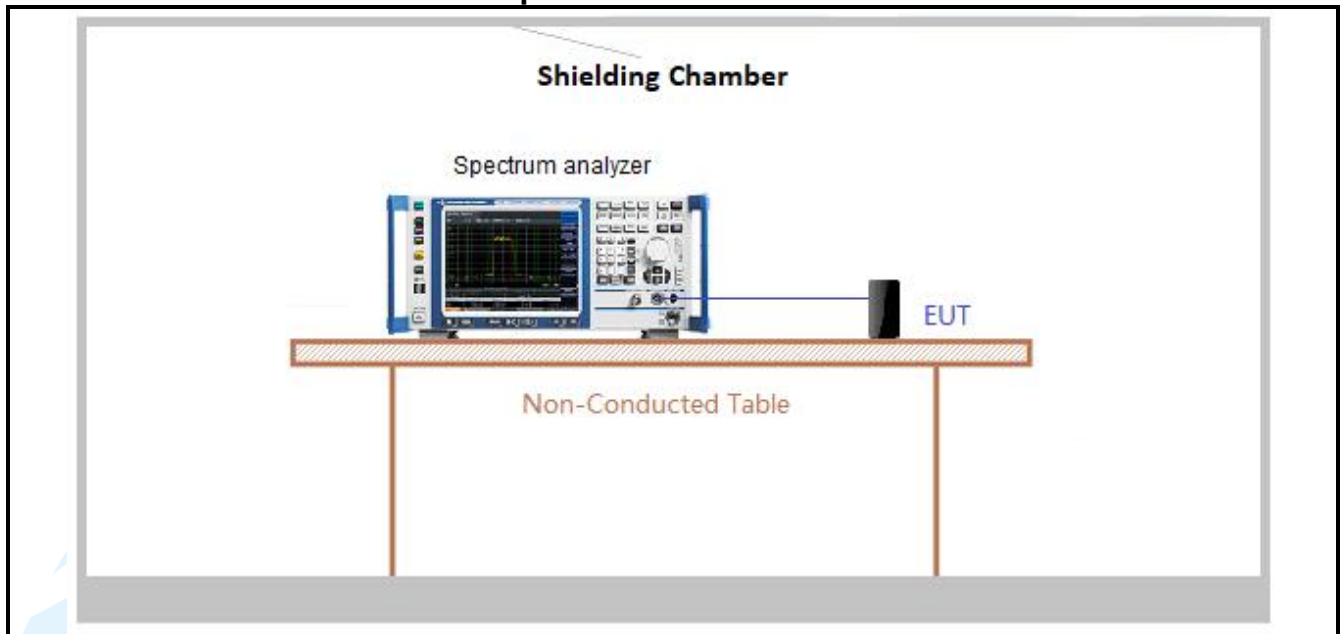 Shielding Chamber
Spectrum analyzer
EUT
Non-Conducted Table